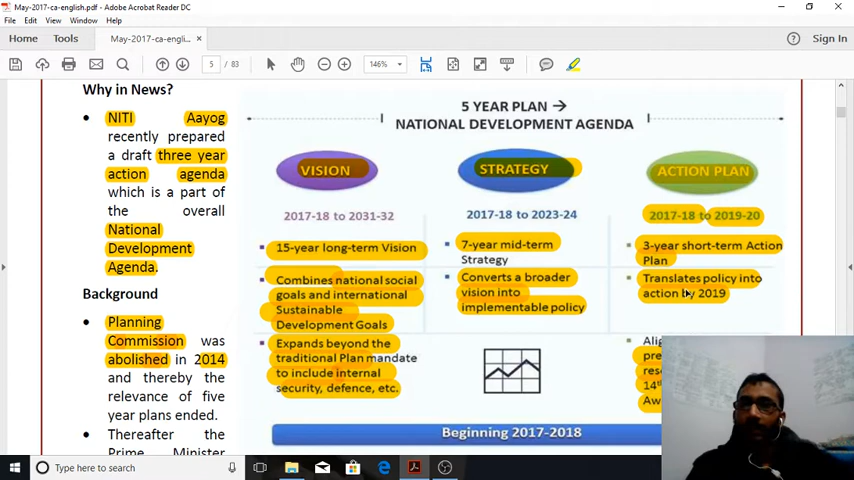 May-2017-ca-english.pdf - Adobe Acrobat Reader DC
File Edit View Window Help
Home Tools May-2017-ca-engli... × Sign In
5 / 83 146%
Why in News?
• NITI Aayog
recently prepared
a draft three year
action agenda
which is a part of
the overall
National
Development
Agenda.
Background
• Planning
Commission was
abolished in 2014
and thereby the
relevance of five
year plans ended.
• Thereafter the
Prime Minister
5 YEAR PLAN →
NATIONAL DEVELOPMENT AGENDA
VISION
2017-18 to 2031-32
15-year long-term Vision
Combines national social
goals and international
Sustainable
Development Goals
Expands beyond the
traditional Plan mandate
to include internal
security, defence, etc.
STRATEGY
2017-18 to 2023-24
7-year mid-term
Strategy
Converts a broader
vision into
implementable policy
ACTION PLAN
2017-18 to 2019-20
3-year short-term Action
Plan
Translates policy into
action by 2019
Beginning 2017-2018
Type here to search